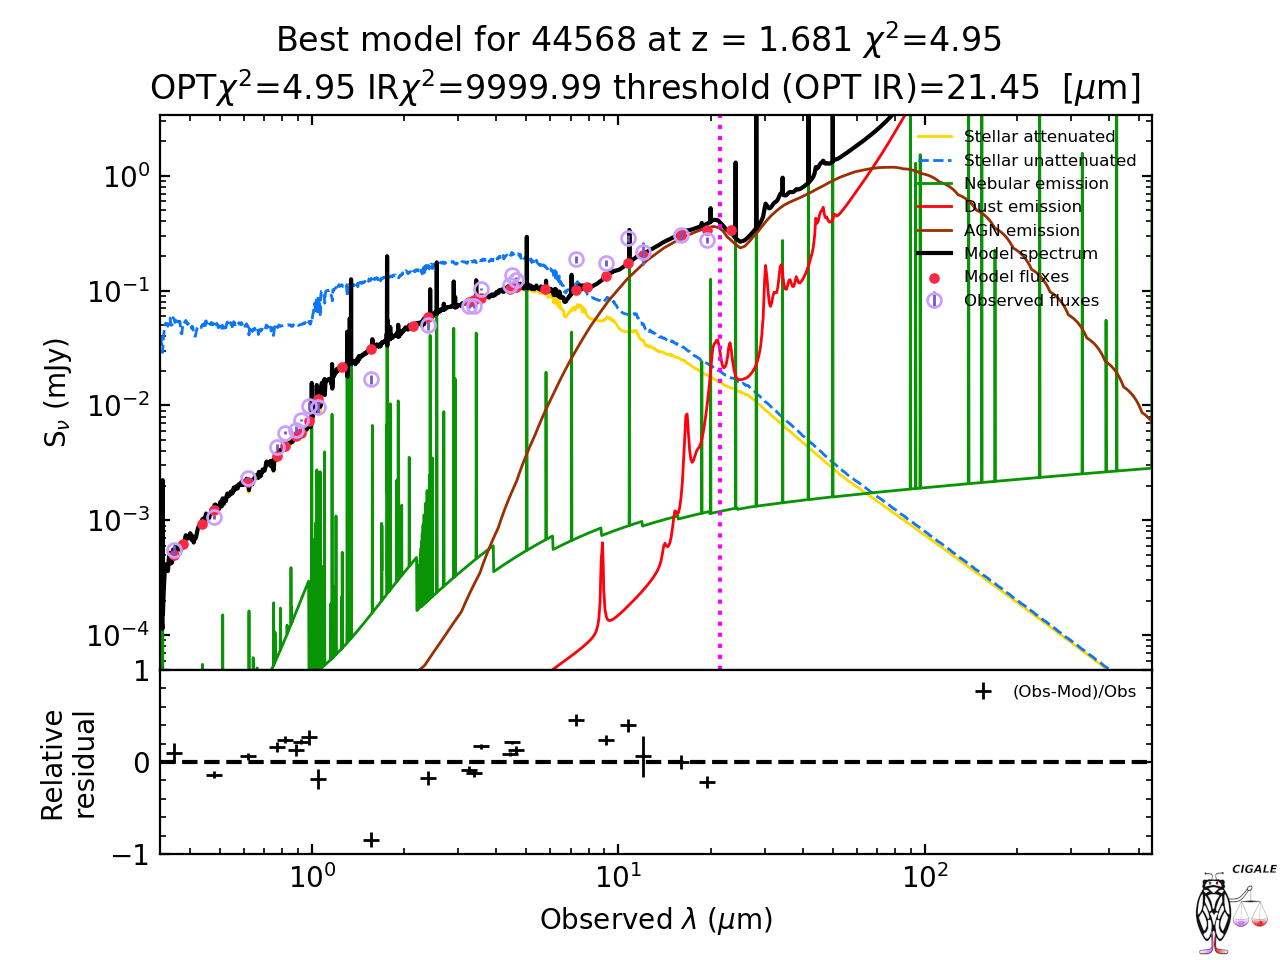 Best model for 44568 at z = 1.681 χ²=4.95
OPTχ²=4.95 IRχ²=9999.99 threshold (OPT IR)=21.45  [μm]
Stellar attenuated
Stellar unattenuated
Nebular emission
Dust emission
AGN emission
Model spectrum
Model fluxes
Observed fluxes
10⁰
10⁻¹
10⁻²
10⁻³
10⁻⁴
Sν (mJy)
(Obs-Mod)/Obs
1
0
−1
Relative
residual
10⁰ 10¹ 10²
Observed λ (μm)
CIGALE